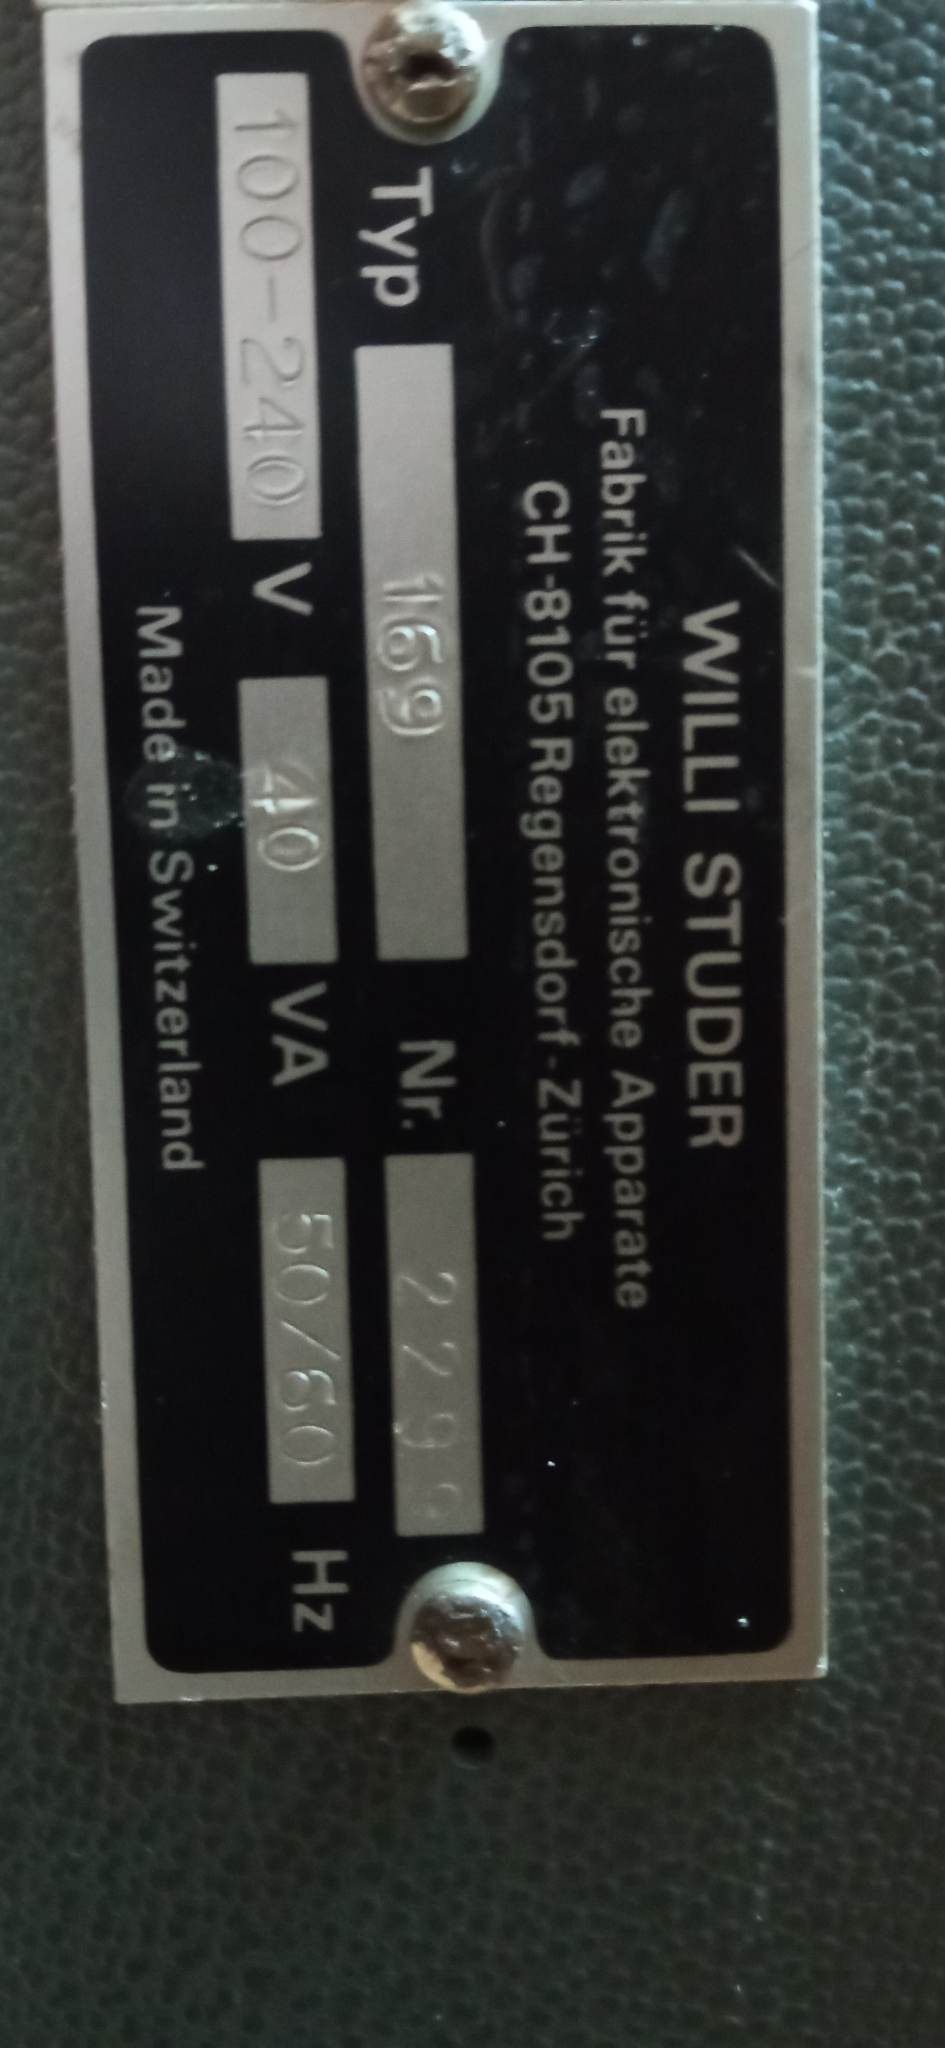 WILLI STUDER
Fabrik für elektronische Apparate
CH-8105 Regensdorf-Zürich
Typ 169 Nr. 2299
100-240 V 40 VA 50/60 Hz
Made in Switzerland